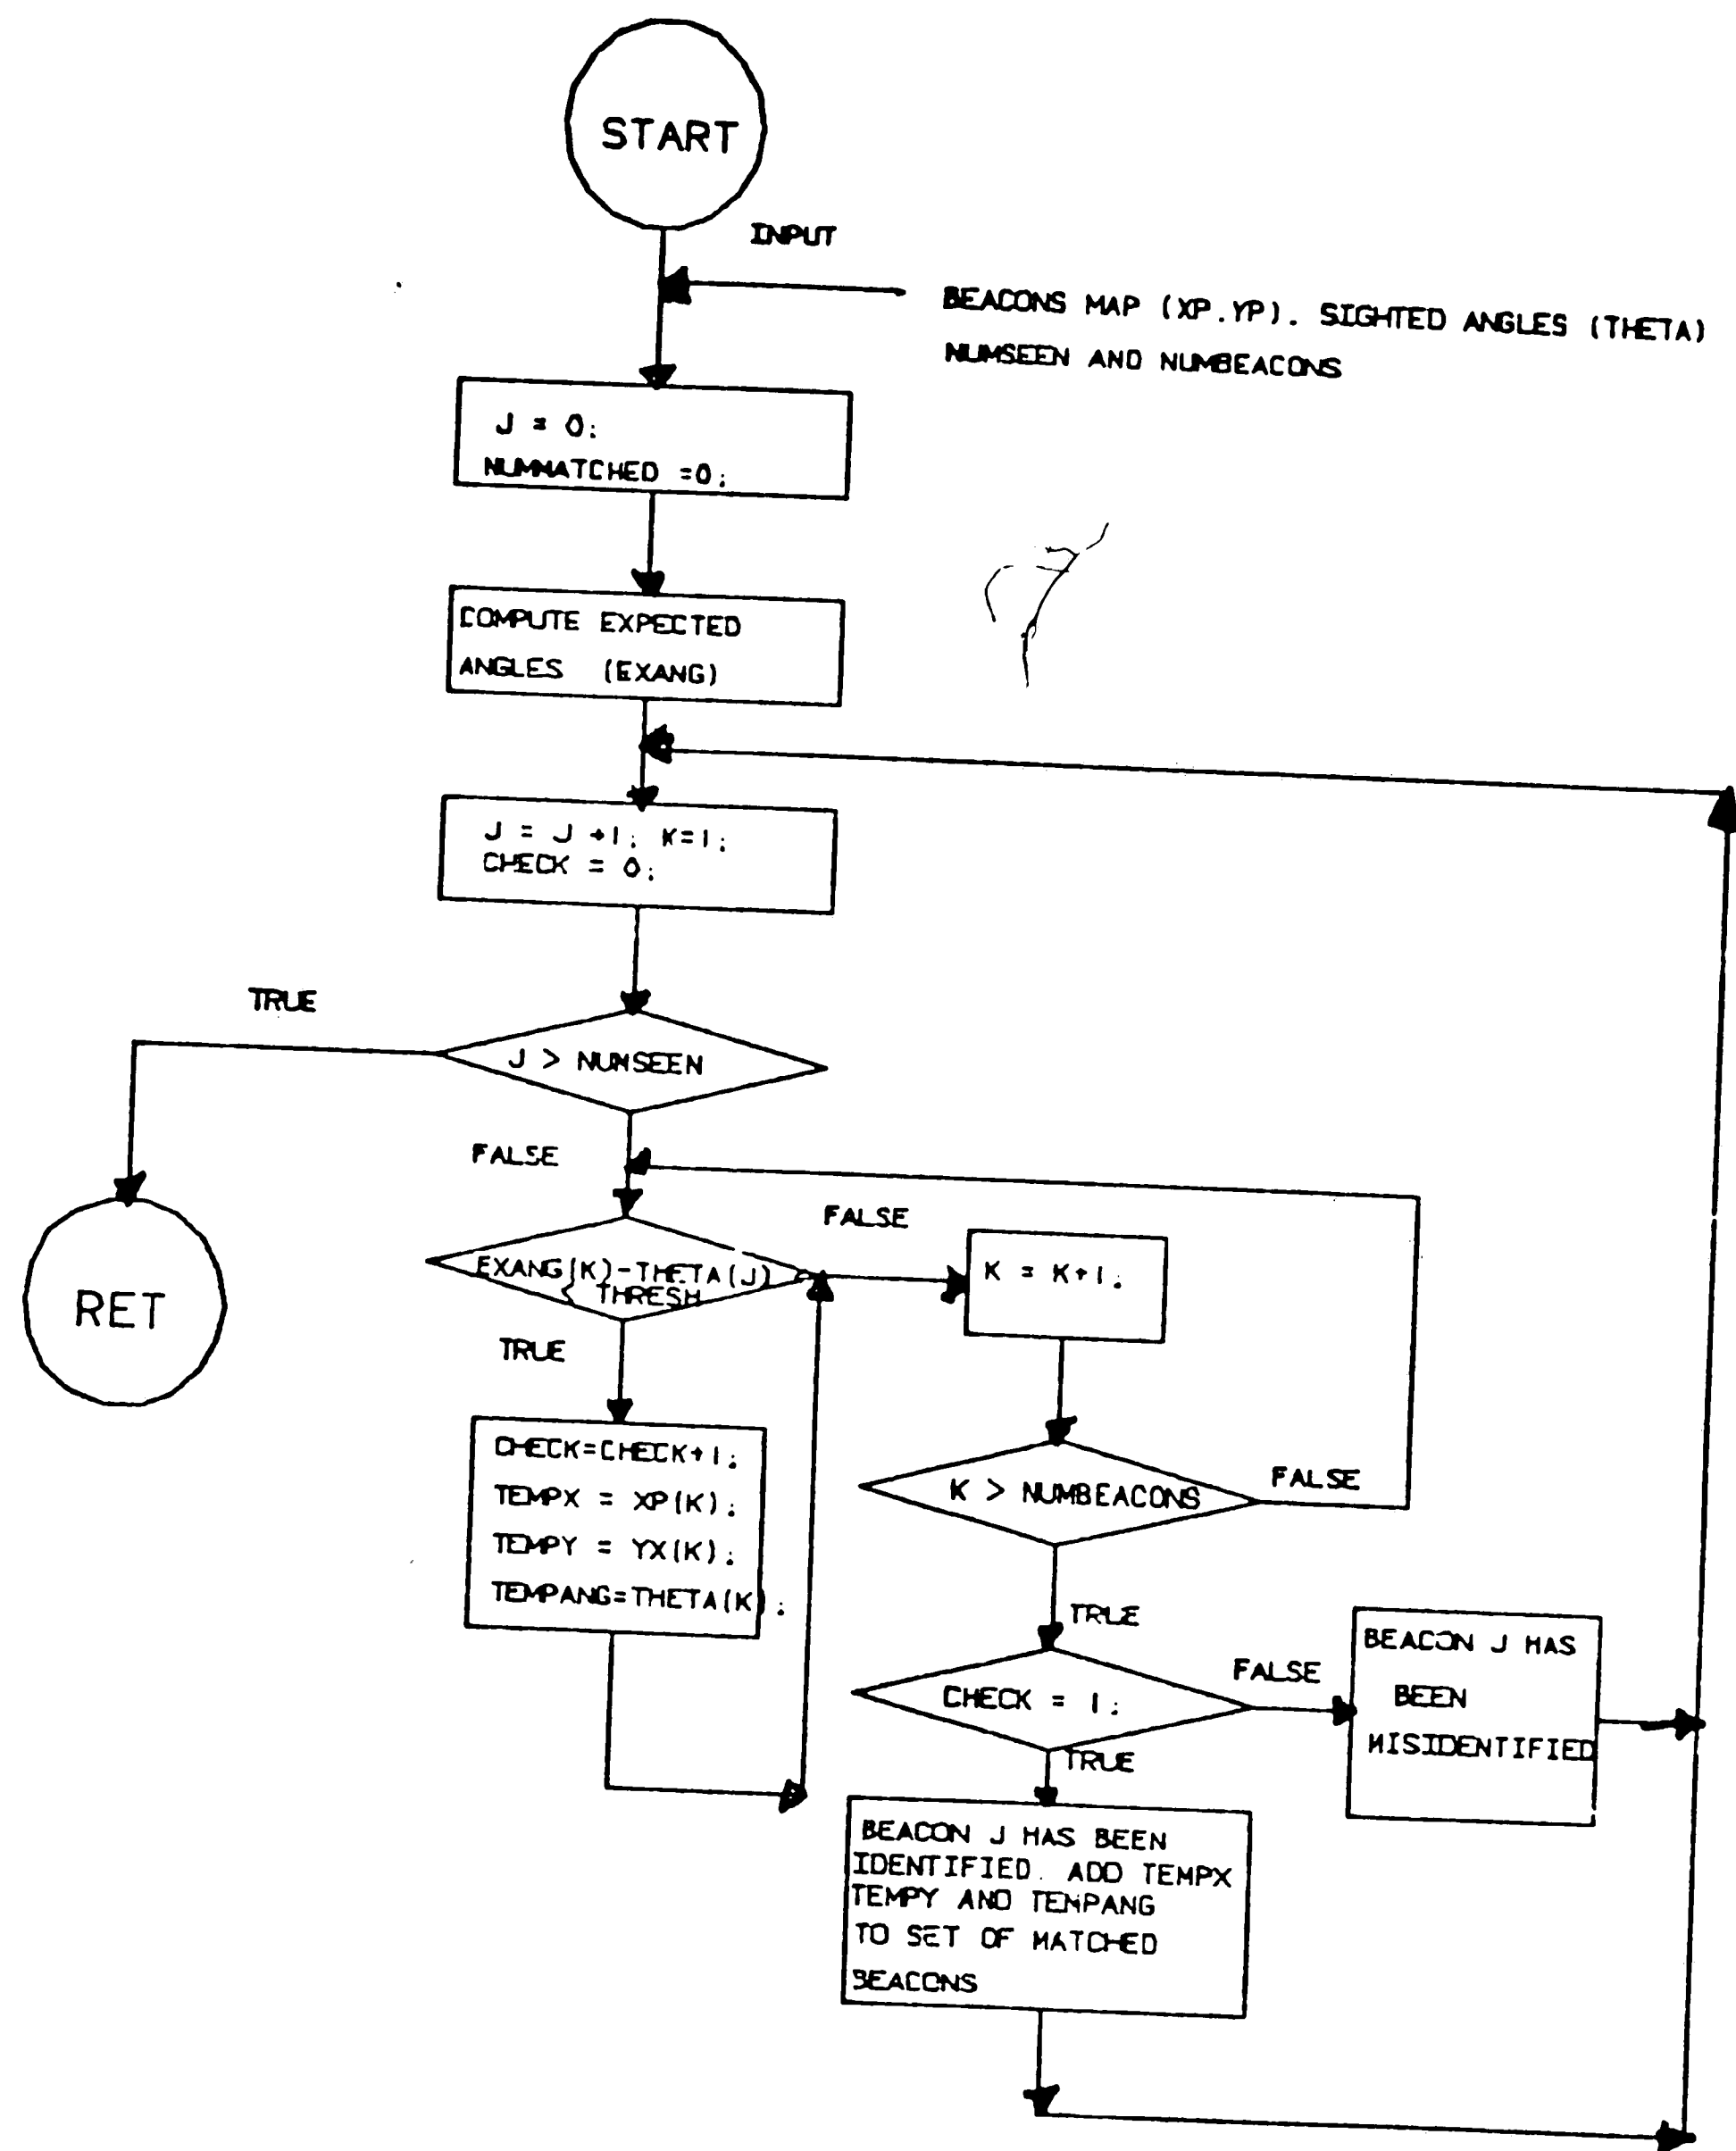 START
INPUT
BEACONS MAP (XP.YP). SIGHTED ANGLES (THETA)
NUMSEEN AND NUMBEACONS
J = 0;
NUMMATCHED =0;
COMPUTE EXPECTED
ANGLES (EXANG)
J = J +1; K=1;
CHECK = 0;
TRUE
J > NUMSEEN
FALSE
RET
EXANG(K)-THETA(J)
< THRESH
FALSE
K = K+1;
TRUE
CHECK=CHECK+1;
TEMPX = XP(K);
TEMPY = YX(K);
TEMPANG=THETA(K);
K > NUMBEACONS
FALSE
TRUE
CHECK = 1;
FALSE
BEACON J HAS
BEEN
MISIDENTIFIED
TRUE
BEACON J HAS BEEN
IDENTIFIED. ADD TEMPX
TEMPY AND TEMPANG
TO SET OF MATCHED
BEACONS